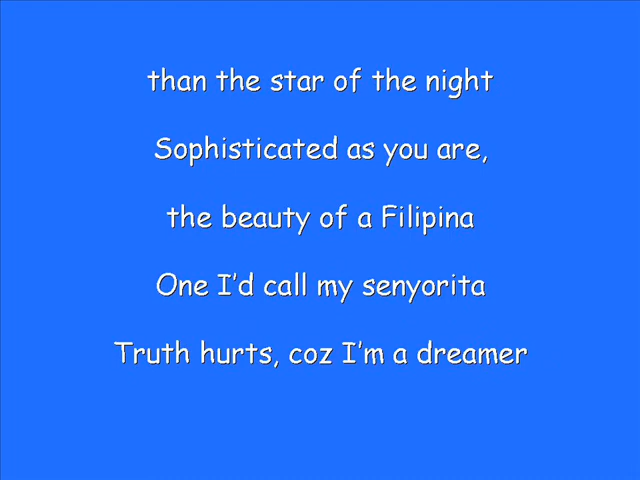 than the star of the night
Sophisticated as you are,
the beauty of a Filipina
One I'd call my senyorita
Truth hurts, coz I'm a dreamer